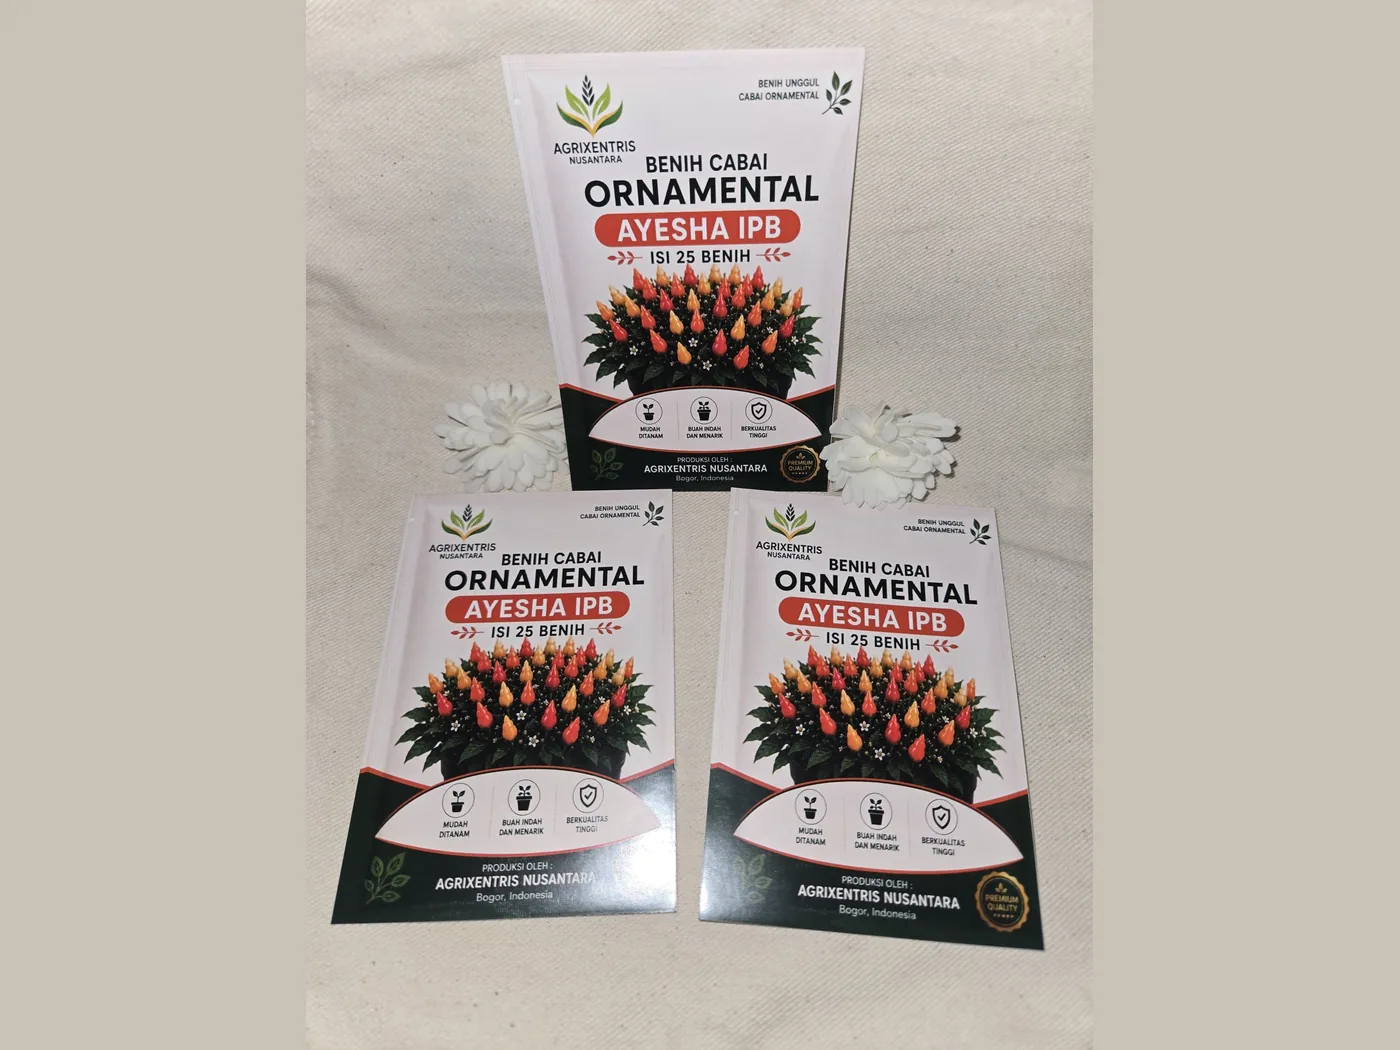 AGRIXENTRIS
NUSANTARA
BENIH UNGGUL
CABAI ORNAMENTAL
BENIH CABAI
ORNAMENTAL
AYESHA IPB
ISI 25 BENIH
MUDAH
DITANAM
BUAH INDAH
DAN MENARIK
BERKUALITAS
TINGGI
PRODUKSI OLEH :
AGRIXENTRIS NUSANTARA
Bogor, Indonesia
PREMIUM
QUALITY
AGRIXENTRIS
NUSANTARA
BENIH UNGGUL
CABAI ORNAMENTAL
BENIH CABAI
ORNAMENTAL
AYESHA IPB
ISI 25 BENIH
MUDAH
DITANAM
BUAH INDAH
DAN MENARIK
BERKUALITAS
TINGGI
PRODUKSI OLEH :
AGRIXENTRIS NUSANTARA
Bogor, Indonesia
AGRIXENTRIS
NUSANTARA
BENIH UNGGUL
CABAI ORNAMENTAL
BENIH CABAI
ORNAMENTAL
AYESHA IPB
ISI 25 BENIH
MUDAH
DITANAM
BUAH INDAH
DAN MENARIK
BERKUALITAS
TINGGI
PRODUKSI OLEH :
AGRIXENTRIS NUSANTARA
Bogor, Indonesia
PREMIUM
QUALITY